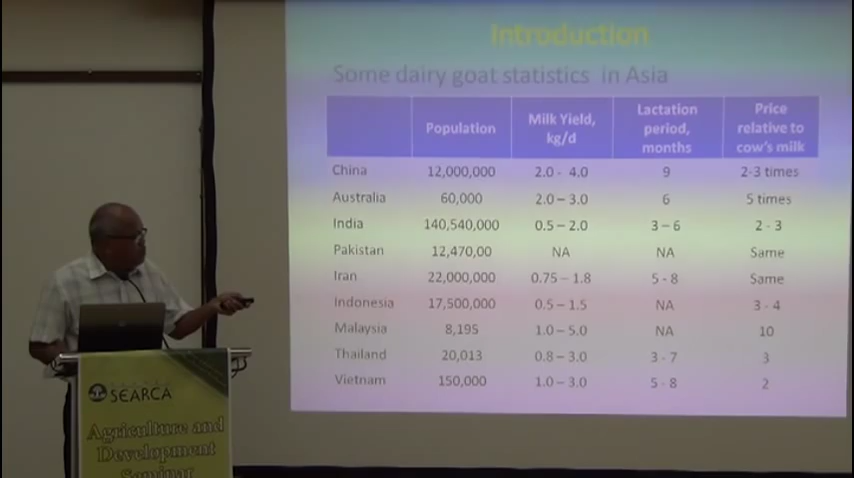 Introduction
Some dairy goat statistics in Asia
Population Milk Yield, kg/d Lactation period, months Price relative to cow's milk
China 12,000,000 2.0 - 4.0 9 2-3 times
Australia 60,000 2.0 – 3.0 6 5 times
India 140,540,000 0.5 – 2.0 3 – 6 2 - 3
Pakistan 12,470,00 NA NA Same
Iran 22,000,000 0.75 – 1.8 5 - 8 Same
Indonesia 17,500,000 0.5 – 1.5 NA 3 - 4
Malaysia 8,195 1.0 – 5.0 NA 10
Thailand 20,013 0.8 – 3.0 3 - 7 3
Vietnam 150,000 1.0 – 3.0 5 - 8 2
SEARCA
Agriculture and
Development
Seminar